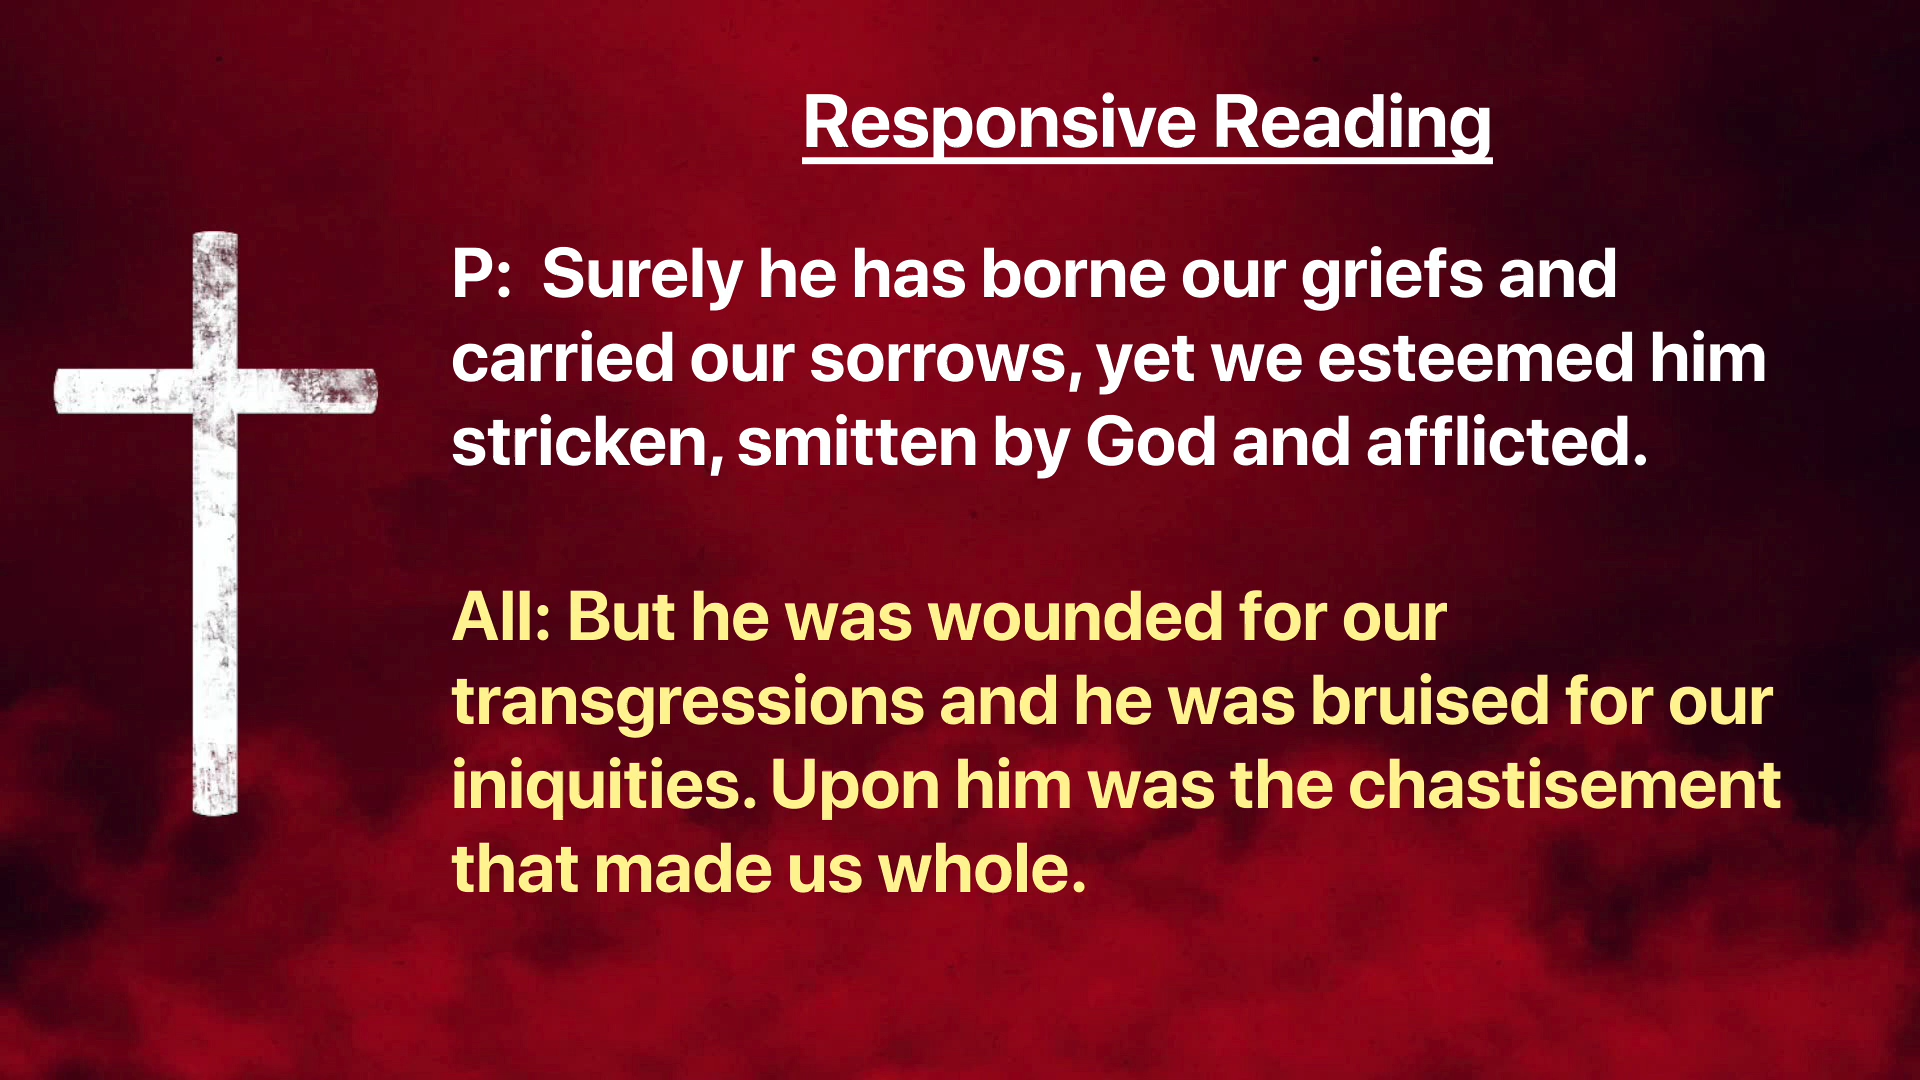 Responsive Reading
P:  Surely he has borne our griefs and
carried our sorrows, yet we esteemed him
stricken, smitten by God and afflicted.
All: But he was wounded for our
transgressions and he was bruised for our
iniquities. Upon him was the chastisement
that made us whole.